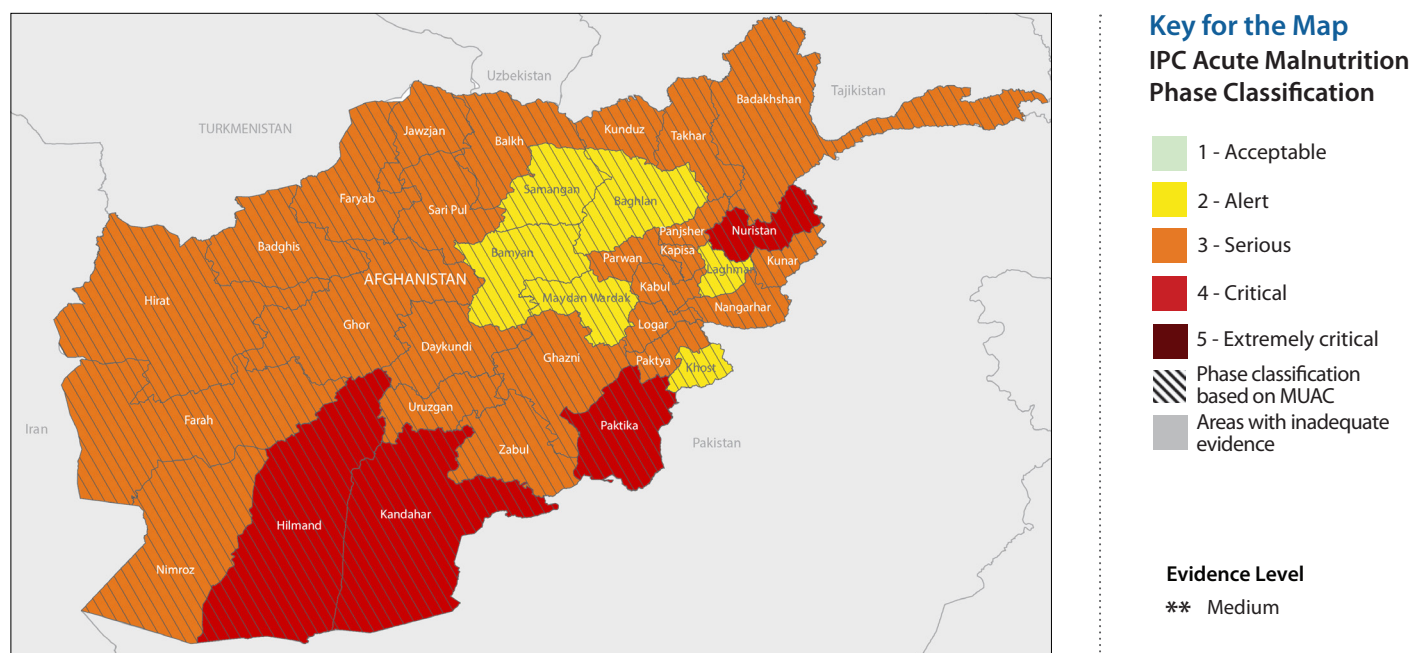 Uzbekistan
Tajikistan
TURKMENISTAN
Badakhshan
Jawzjan
Balkh
Kunduz
Takhar
Faryab
Samangan
Baghlan
Sari Pul
Badghis
Bamyan
Panjsher
Nuristan
Parwan
Kapisa
Kunar
Laghman
AFGHANISTAN
Hirat
Maydan Wardak
Kabul
Nangarhar
Ghor
Logar
Daykundi
Ghazni
Paktya
Khost
Uruzgan
Farah
Iran
Paktika
Pakistan
Zabul
Kandahar
Hilmand
Nimroz
Key for the Map
IPC Acute Malnutrition
Phase Classification
1 - Acceptable
2 - Alert
3 - Serious
4 - Critical
5 - Extremely critical
Phase classification
based on MUAC
Areas with inadequate
evidence
Evidence Level
** Medium